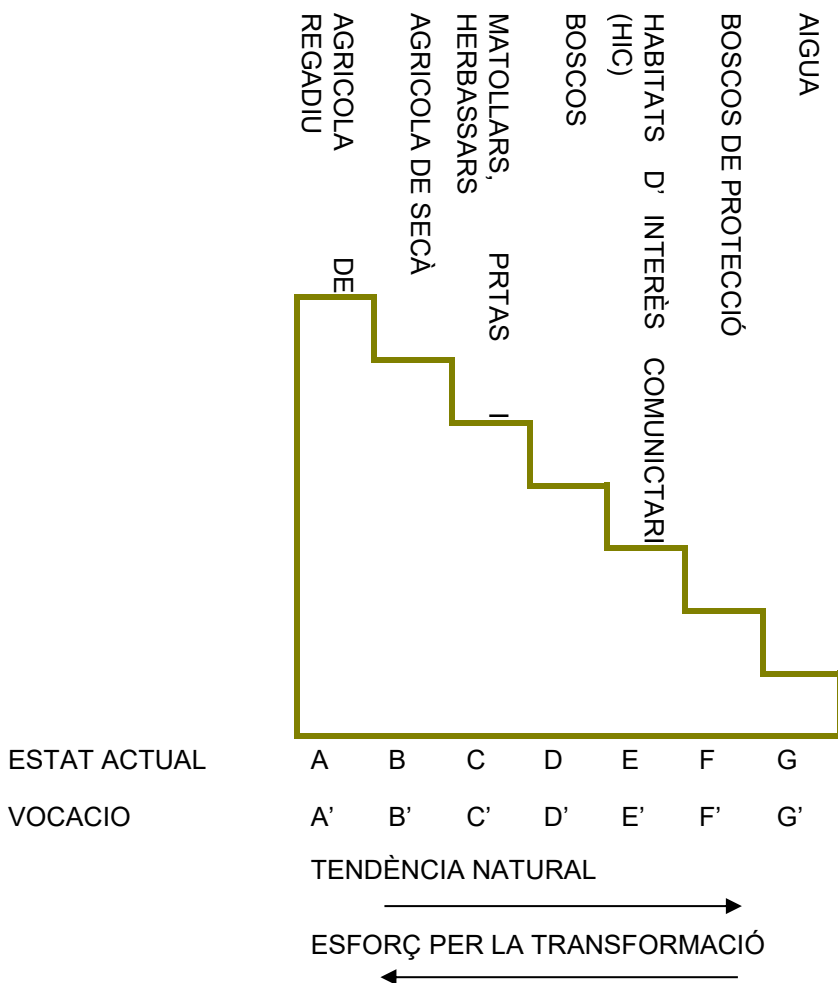 AGRICOLA DE
REGADIU
AGRICOLA DE SECÀ
MATOLLARS, PRTAS I
HERBASSARS
BOSCOS
HABITATS D’ INTERÈS COMUNICTARI
(HIC)
BOSCOS DE PROTECCIÓ
AIGUA
ESTAT ACTUAL A B C D E F G
VOCACIO A’ B’ C’ D’ E’ F’ G’
TENDÈNCIA NATURAL
ESFORÇ PER LA TRANSFORMACIÓ